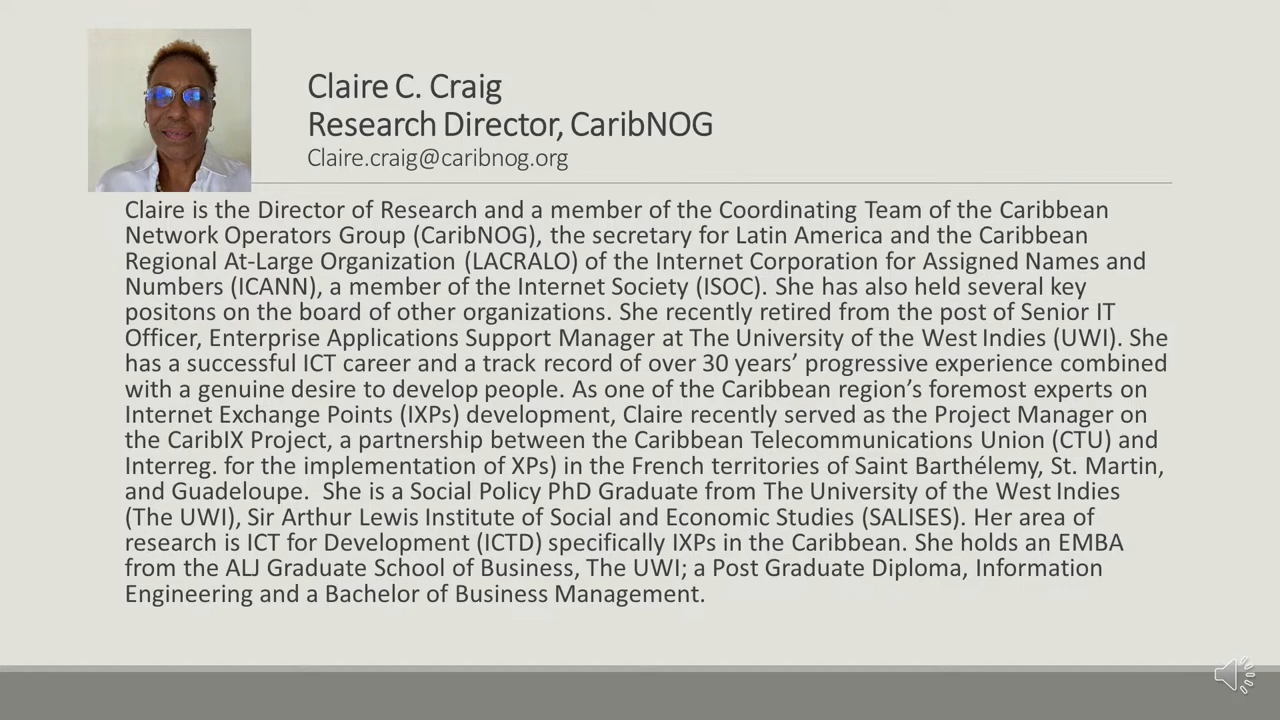 Claire C. Craig
Research Director, CaribNOG
Claire.craig@caribnog.org
Claire is the Director of Research and a member of the Coordinating Team of the Caribbean
Network Operators Group (CaribNOG), the secretary for Latin America and the Caribbean
Regional At-Large Organization (LACRALO) of the Internet Corporation for Assigned Names and
Numbers (ICANN), a member of the Internet Society (ISOC). She has also held several key
positons on the board of other organizations. She recently retired from the post of Senior IT
Officer, Enterprise Applications Support Manager at The University of the West Indies (UWI). She
has a successful ICT career and a track record of over 30 years’ progressive experience combined
with a genuine desire to develop people. As one of the Caribbean region’s foremost experts on
Internet Exchange Points (IXPs) development, Claire recently served as the Project Manager on
the CaribIX Project, a partnership between the Caribbean Telecommunications Union (CTU) and
Interreg. for the implementation of XPs) in the French territories of Saint Barthélemy, St. Martin,
and Guadeloupe. She is a Social Policy PhD Graduate from The University of the West Indies
(The UWI), Sir Arthur Lewis Institute of Social and Economic Studies (SALISES). Her area of
research is ICT for Development (ICTD) specifically IXPs in the Caribbean. She holds an EMBA
from the ALJ Graduate School of Business, The UWI; a Post Graduate Diploma, Information
Engineering and a Bachelor of Business Management.